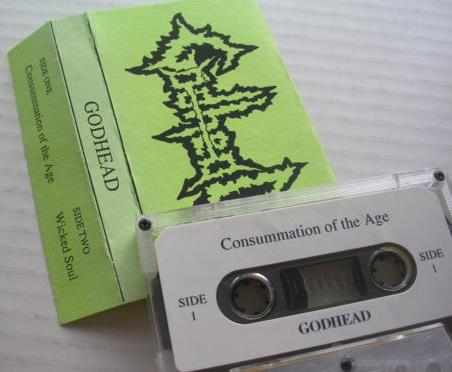 SIDE ONE
Consummation of the Age
SIDE TWO
Wicked Soul
GODHEAD
Consummation of the Age
SIDE
1
SIDE
1
GODHEAD